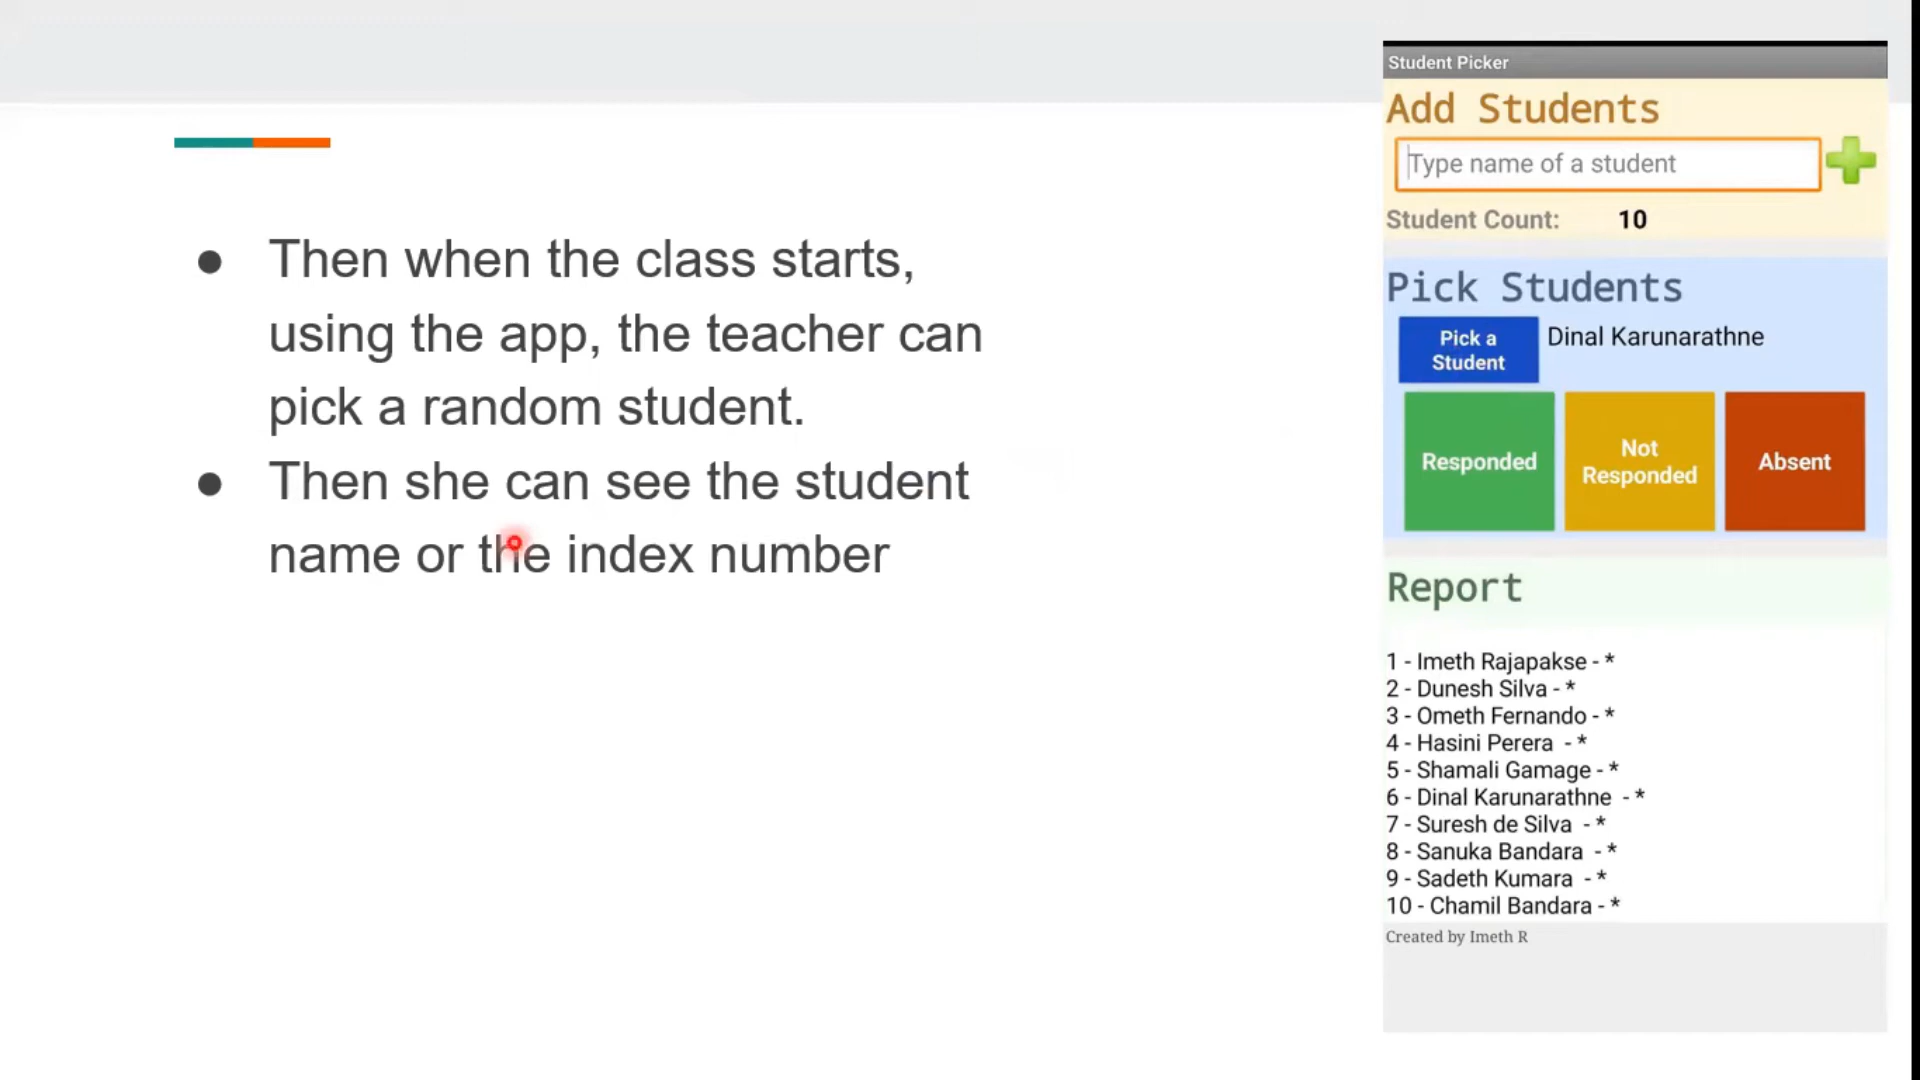 ● Then when the class starts,
using the app, the teacher can
pick a random student.
● Then she can see the student
name or the index number
Student Picker
Add Students
Type name of a student
Student Count: 10
Pick Students
Pick a
Student
Dinal Karunarathne
Responded
Not
Responded
Absent
Report
1 - Imeth Rajapakse - *
2 - Dunesh Silva - *
3 - Ometh Fernando - *
4 - Hasini Perera  - *
5 - Shamali Gamage - *
6 - Dinal Karunarathne  - *
7 - Suresh de Silva  - *
8 - Sanuka Bandara  - *
9 - Sadeth Kumara  - *
10 - Chamil Bandara - *
Created by Imeth R